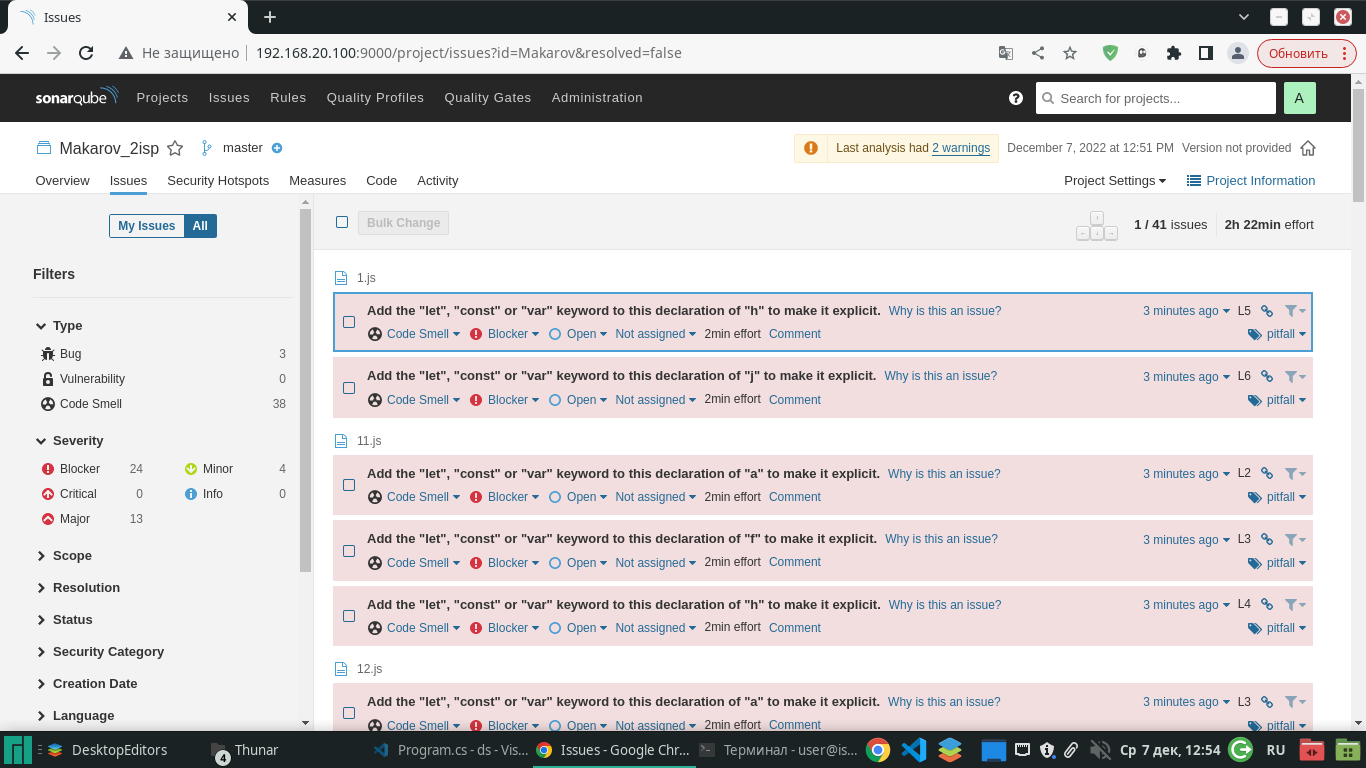 Issues
Не защищено 192.168.20.100:9000/project/issues?id=Makarov&resolved=false Обновить
sonarqube Projects Issues Rules Quality Profiles Quality Gates Administration Search for projects... A
Makarov_2isp master Last analysis had 2 warnings December 7, 2022 at 12:51 PM Version not provided
Overview Issues Security Hotspots Measures Code Activity Project Settings Project Information
My Issues All Bulk Change 1 / 41 issues 2h 22min effort
Filters
1.js
Add the "let", "const" or "var" keyword to this declaration of "h" to make it explicit. Why is this an issue? 3 minutes ago L5
Code Smell Blocker Open Not assigned 2min effort Comment pitfall
Type
Bug 3
Vulnerability 0
Code Smell 38
Add the "let", "const" or "var" keyword to this declaration of "j" to make it explicit. Why is this an issue? 3 minutes ago L6
Code Smell Blocker Open Not assigned 2min effort Comment pitfall
Severity
Blocker 24 Minor 4
Critical 0 Info 0
Major 13
11.js
Add the "let", "const" or "var" keyword to this declaration of "a" to make it explicit. Why is this an issue? 3 minutes ago L2
Code Smell Blocker Open Not assigned 2min effort Comment pitfall
Add the "let", "const" or "var" keyword to this declaration of "f" to make it explicit. Why is this an issue? 3 minutes ago L3
Code Smell Blocker Open Not assigned 2min effort Comment pitfall
Add the "let", "const" or "var" keyword to this declaration of "h" to make it explicit. Why is this an issue? 3 minutes ago L4
Code Smell Blocker Open Not assigned 2min effort Comment pitfall
Scope
Resolution
Status
Security Category
Creation Date
Language
12.js
Add the "let", "const" or "var" keyword to this declaration of "a" to make it explicit. Why is this an issue? 3 minutes ago L3
Code Smell Blocker Open Not assigned 2min effort Comment pitfall
DesktopEditors 4 Thunar Program.cs - ds - Vis... Issues - Google Chr... Терминал - user@is... Ср 7 дек, 12:54 RU